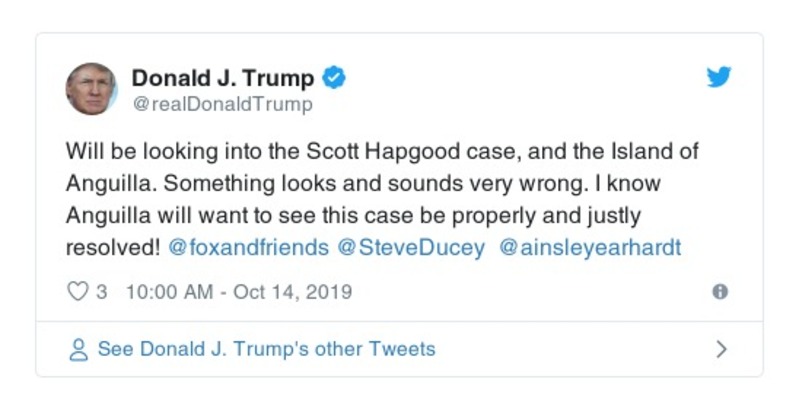 Donald J. Trump
@realDonaldTrump
Will be looking into the Scott Hapgood case, and the Island of
Anguilla. Something looks and sounds very wrong. I know
Anguilla will want to see this case be properly and justly
resolved! @foxandfriends @SteveDucey @ainsleyearhardt
3 10:00 AM - Oct 14, 2019
See Donald J. Trump's other Tweets